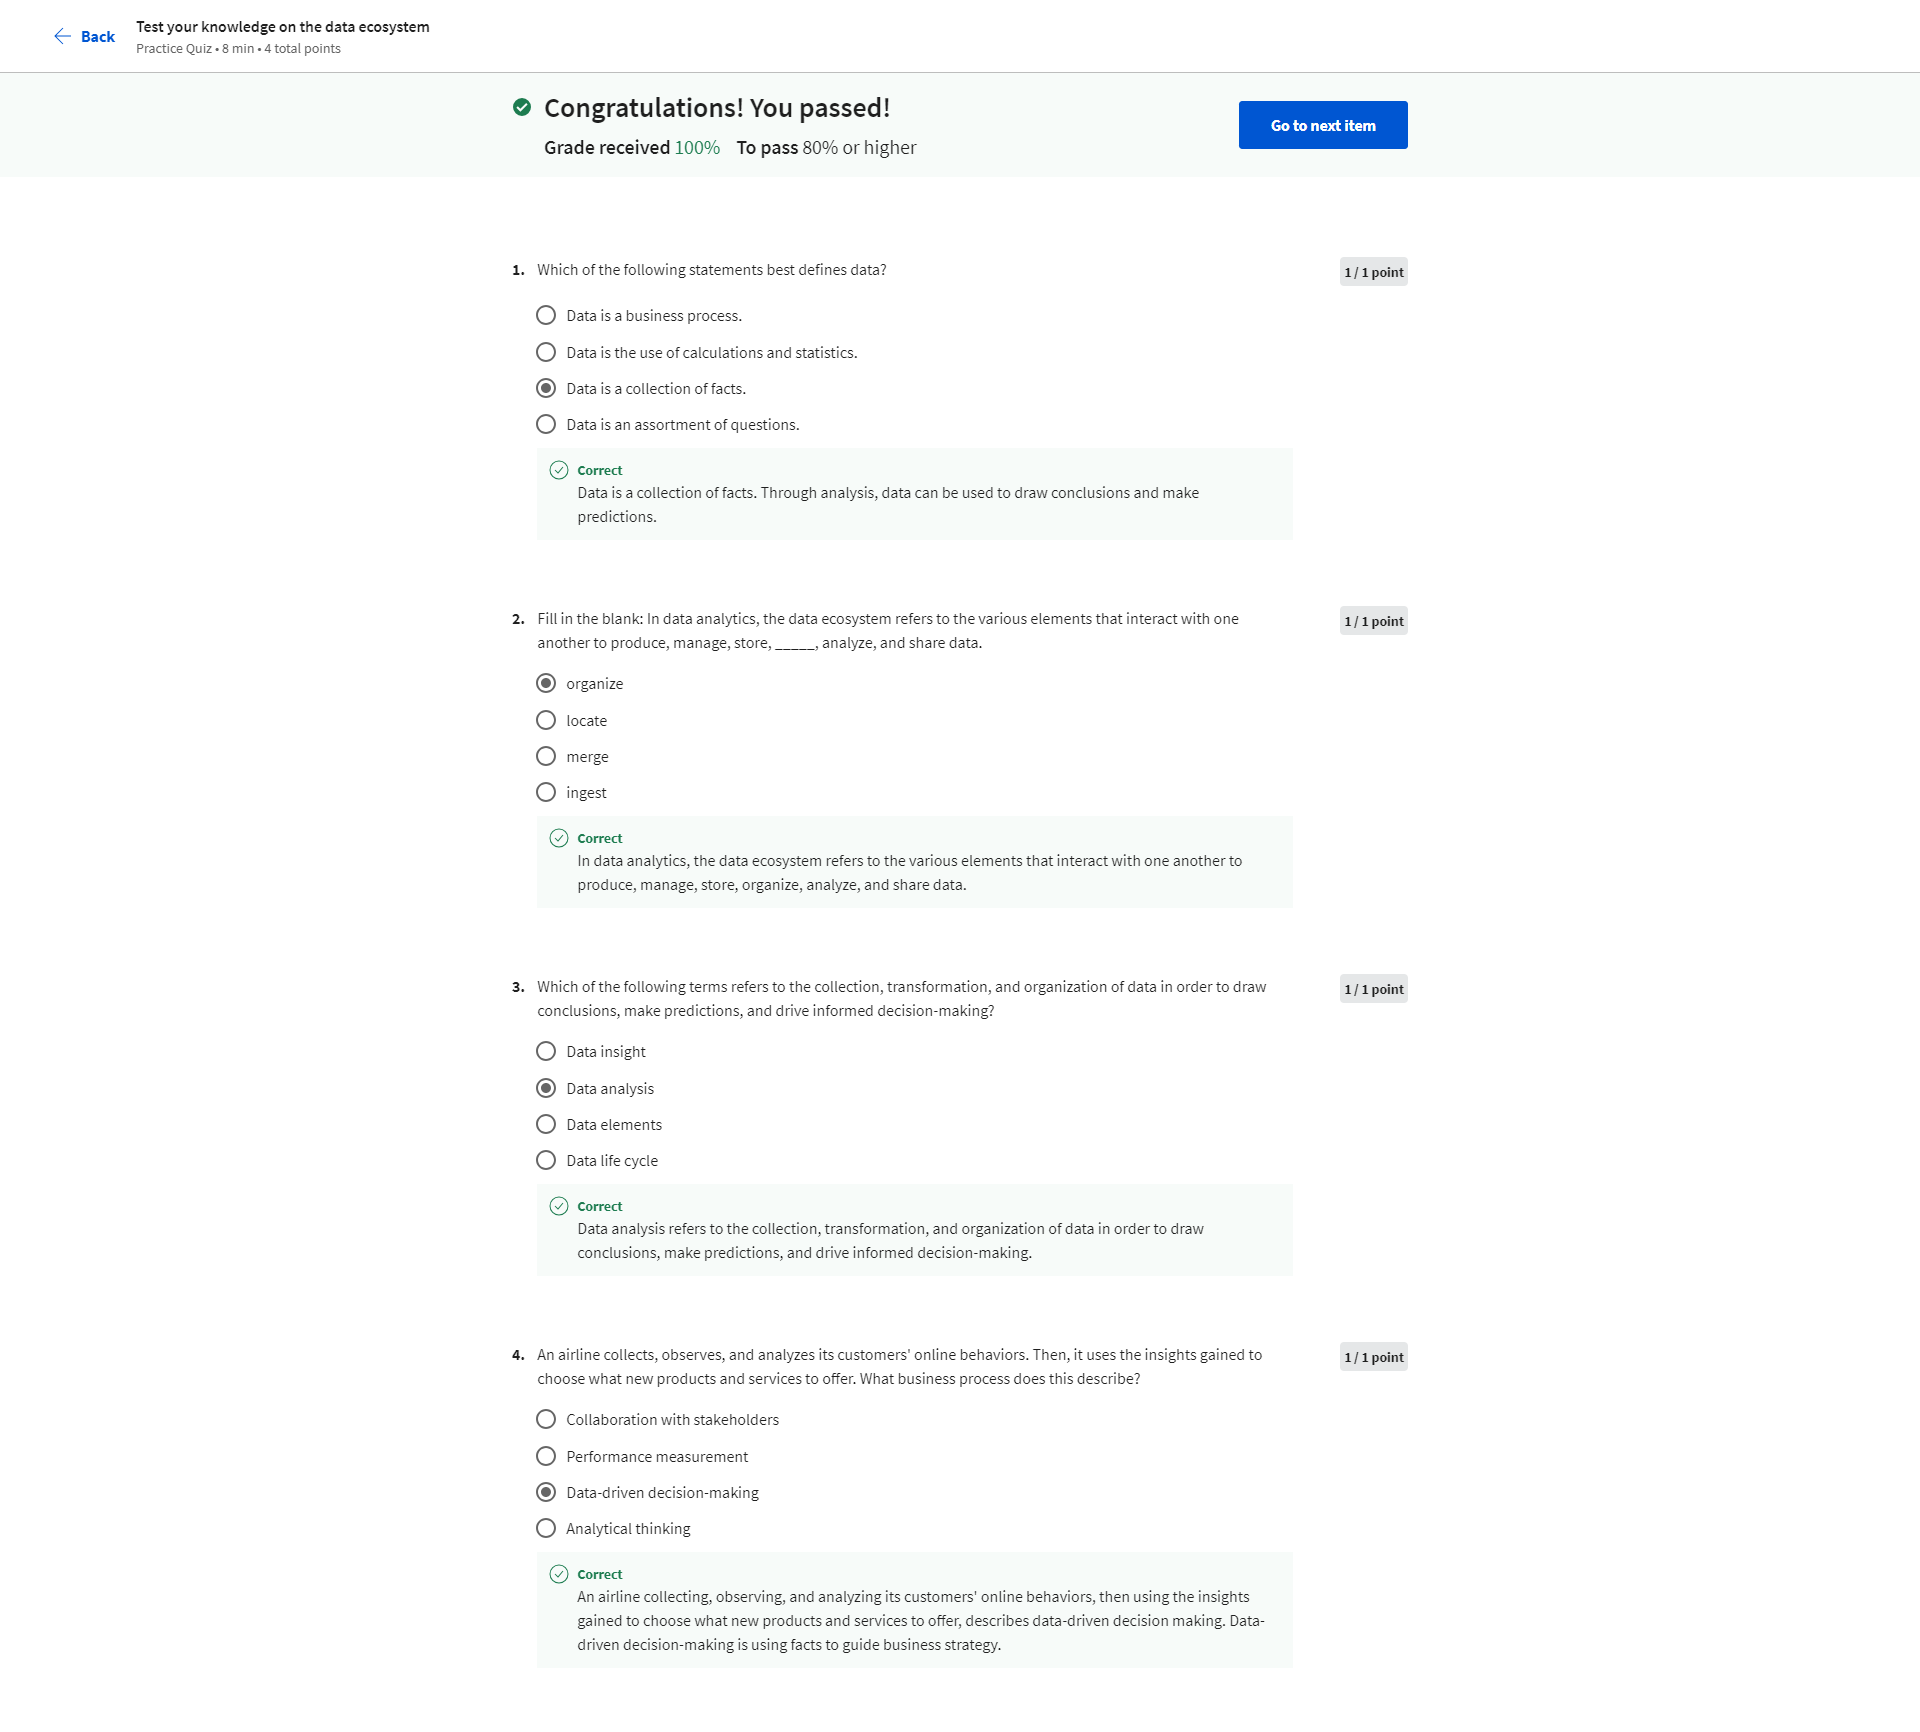 Back
Test your knowledge on the data ecosystem
Practice Quiz • 8 min • 4 total points
Congratulations! You passed!
Grade received 100% To pass 80% or higher
Go to next item
1. Which of the following statements best defines data?
1 / 1 point
Data is a business process.
Data is the use of calculations and statistics.
Data is a collection of facts.
Data is an assortment of questions.
Correct
Data is a collection of facts. Through analysis, data can be used to draw conclusions and make
predictions.
2. Fill in the blank: In data analytics, the data ecosystem refers to the various elements that interact with one
another to produce, manage, store, _____, analyze, and share data.
1 / 1 point
organize
locate
merge
ingest
Correct
In data analytics, the data ecosystem refers to the various elements that interact with one another to
produce, manage, store, organize, analyze, and share data.
3. Which of the following terms refers to the collection, transformation, and organization of data in order to draw
conclusions, make predictions, and drive informed decision-making?
1 / 1 point
Data insight
Data analysis
Data elements
Data life cycle
Correct
Data analysis refers to the collection, transformation, and organization of data in order to draw
conclusions, make predictions, and drive informed decision-making.
4. An airline collects, observes, and analyzes its customers' online behaviors. Then, it uses the insights gained to
choose what new products and services to offer. What business process does this describe?
1 / 1 point
Collaboration with stakeholders
Performance measurement
Data-driven decision-making
Analytical thinking
Correct
An airline collecting, observing, and analyzing its customers' online behaviors, then using the insights
gained to choose what new products and services to offer, describes data-driven decision making. Data-
driven decision-making is using facts to guide business strategy.